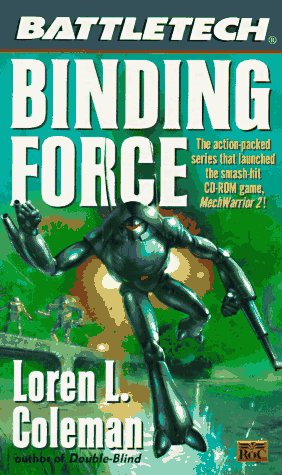 BATTLETECH®
BINDING
FORCE
The action-packed
series that launched
the smash-hit
CD-ROM game,
MechWarrior 2!
Loren L.
Coleman
author of Double-Blind
ROC